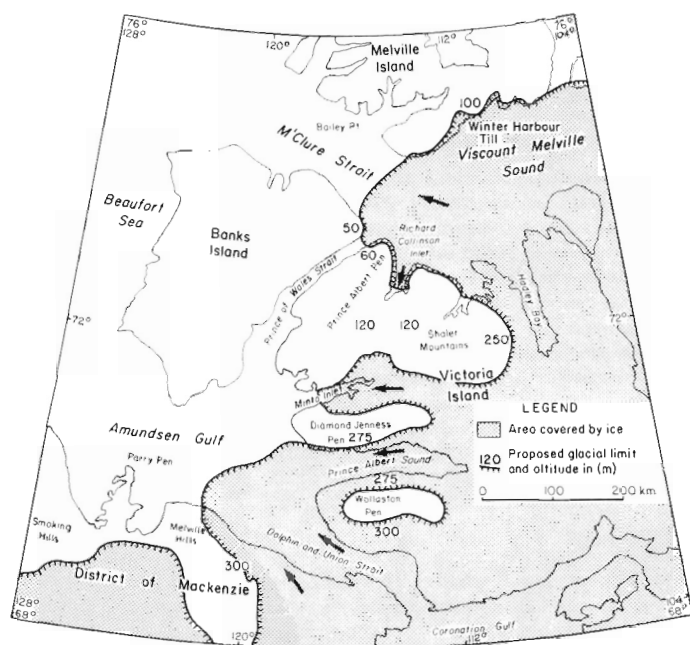 76°
128°
120°
112°
76°
104°
Melville
Island
100
Winter Harbour
Till
Viscount Melville
Sound
Bailey Pt.
M'Clure Strait
Beaufort
Sea
Banks
Island
50
60
Richard
Collinson
Inlet
Prince of Wales Strait
Prince Albert Pen
Hadley Bay
72°
72°
120
120
Shaler
Mountains
250
Victoria
Island
Minto Inlet
Diamond Jenness
Pen 275
Amundsen Gulf
Prince Albert Sound
275
Wollaston
Pen
300
Parry Pen
Smoking
Hills
Melville
Hills
300
Dolphin and Union Strait
District of Mackenzie
Coronation Gulf
128°
68°
120°
112°
104°
68°
LEGEND
Area covered by ice
120 Proposed glacial limit
and altitude in (m)
0 100 200 km